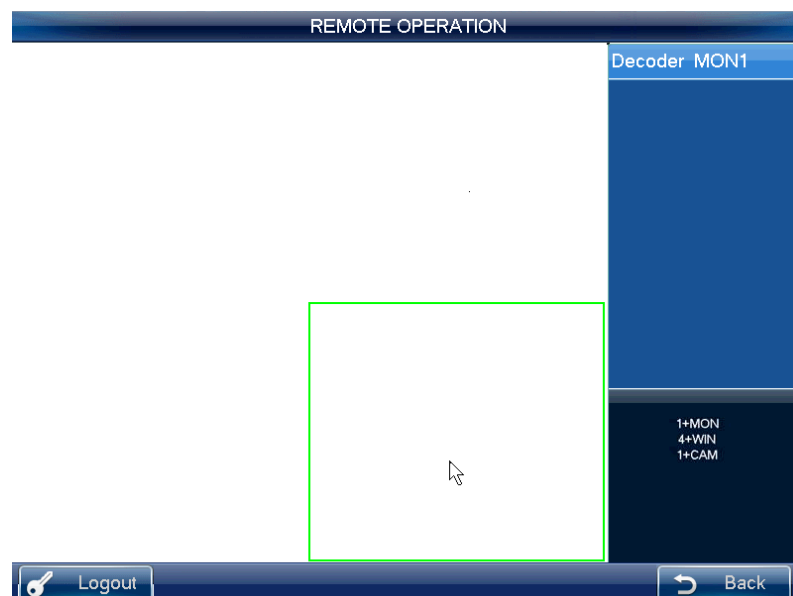 REMOTE OPERATION
Decoder MON1
1+MON
4+WIN
1+CAM
Logout
Back